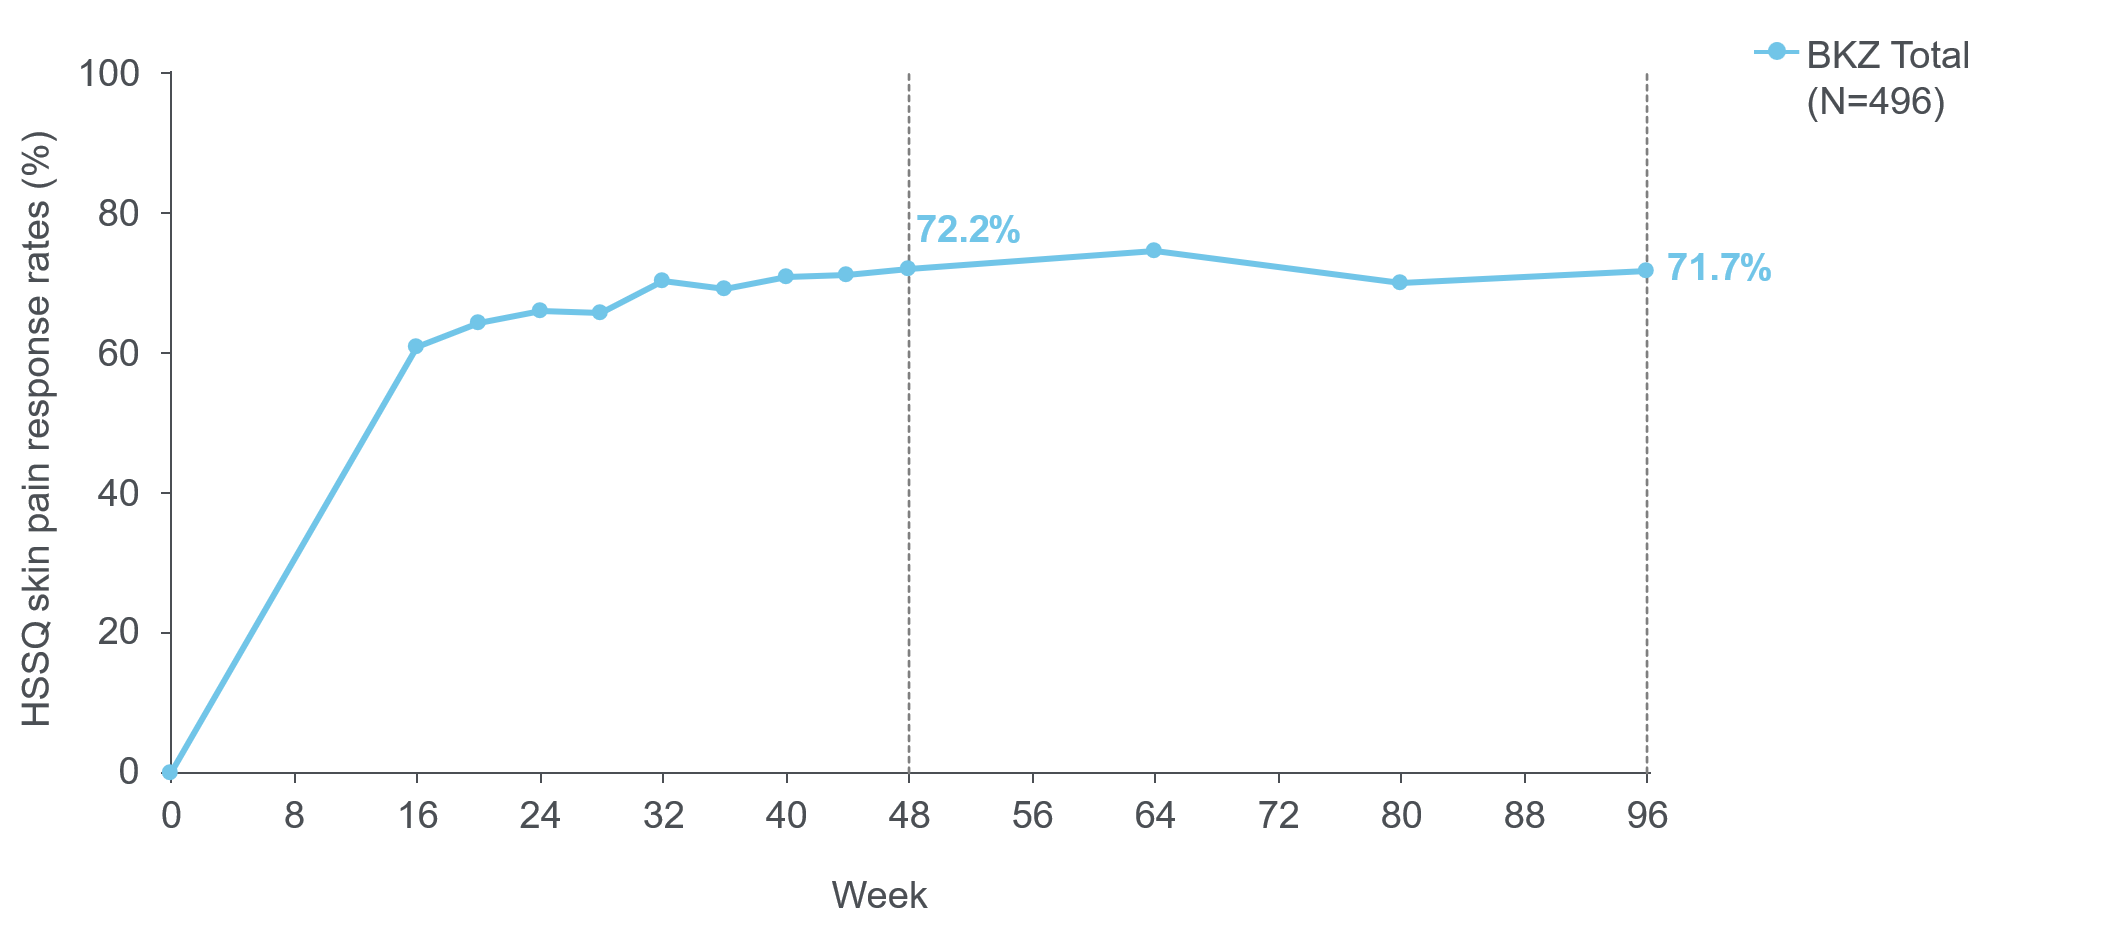 BKZ Total
(N=496)
HSSQ skin pain response rates (%)
100
80
60
40
20
0
72.2%
71.7%
0 8 16 24 32 40 48 56 64 72 80 88 96
Week